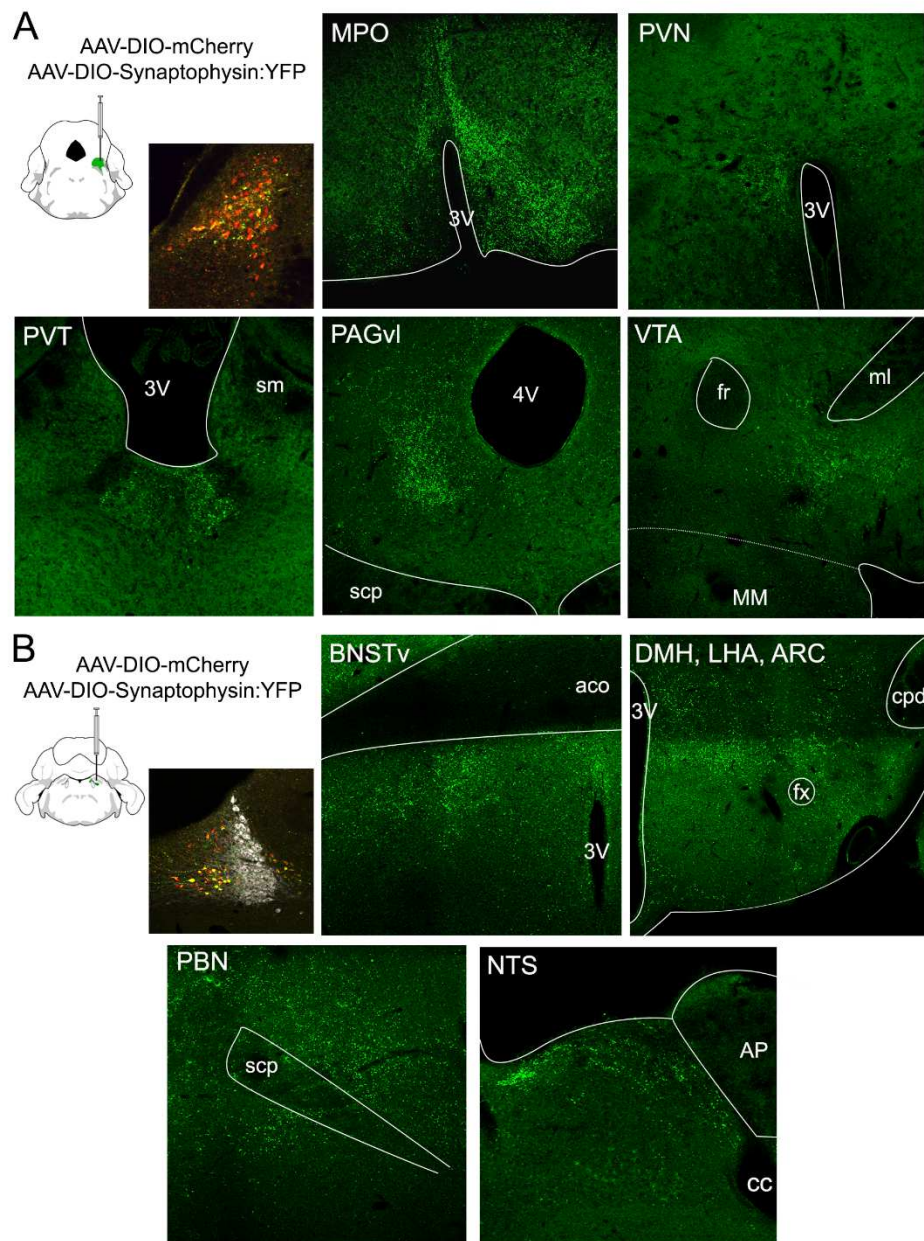 A
AAV-DIO-mCherry
AAV-DIO-Synaptophysin:YFP
MPO
3V
PVN
3V
PVT
3V
sm
PAGvl
4V
scp
VTA
fr
ml
MM
B
AAV-DIO-mCherry
AAV-DIO-Synaptophysin:YFP
BNSTv
aco
3V
DMH, LHA, ARC
3V
cpd
fx
PBN
scp
NTS
AP
cc